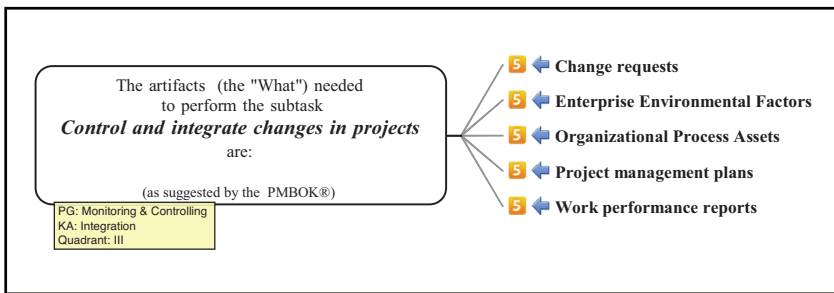 The artifacts (the "What") needed
to perform the subtask
Control and integrate changes in projects
are:
(as suggested by the PMBOK®)
PG: Monitoring & Controlling
KA: Integration
Quadrant: III
5 Change requests
5 Enterprise Environmental Factors
5 Organizational Process Assets
5 Project management plans
5 Work performance reports